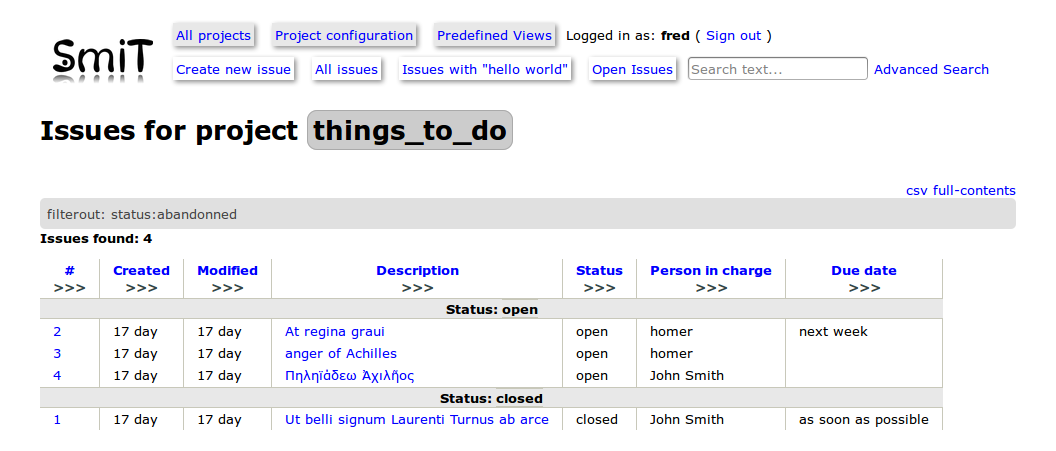 SmiT
All projects Project configuration Predefined Views Logged in as: fred ( Sign out )
Create new issue All issues Issues with "hello world" Open Issues Search text... Advanced Search
Issues for project things_to_do
csv full-contents
filterout: status:abandonned
Issues found: 4
# Created Modified Description Status Person in charge Due date
>>> >>> >>> >>> >>> >>> >>>
Status: open
2 17 day 17 day At regina graui open homer next week
3 17 day 17 day anger of Achilles open homer
4 17 day 17 day Πηληϊάδεω Ἀχιλῆος open John Smith
Status: closed
1 17 day 17 day Ut belli signum Laurenti Turnus ab arce closed John Smith as soon as possible